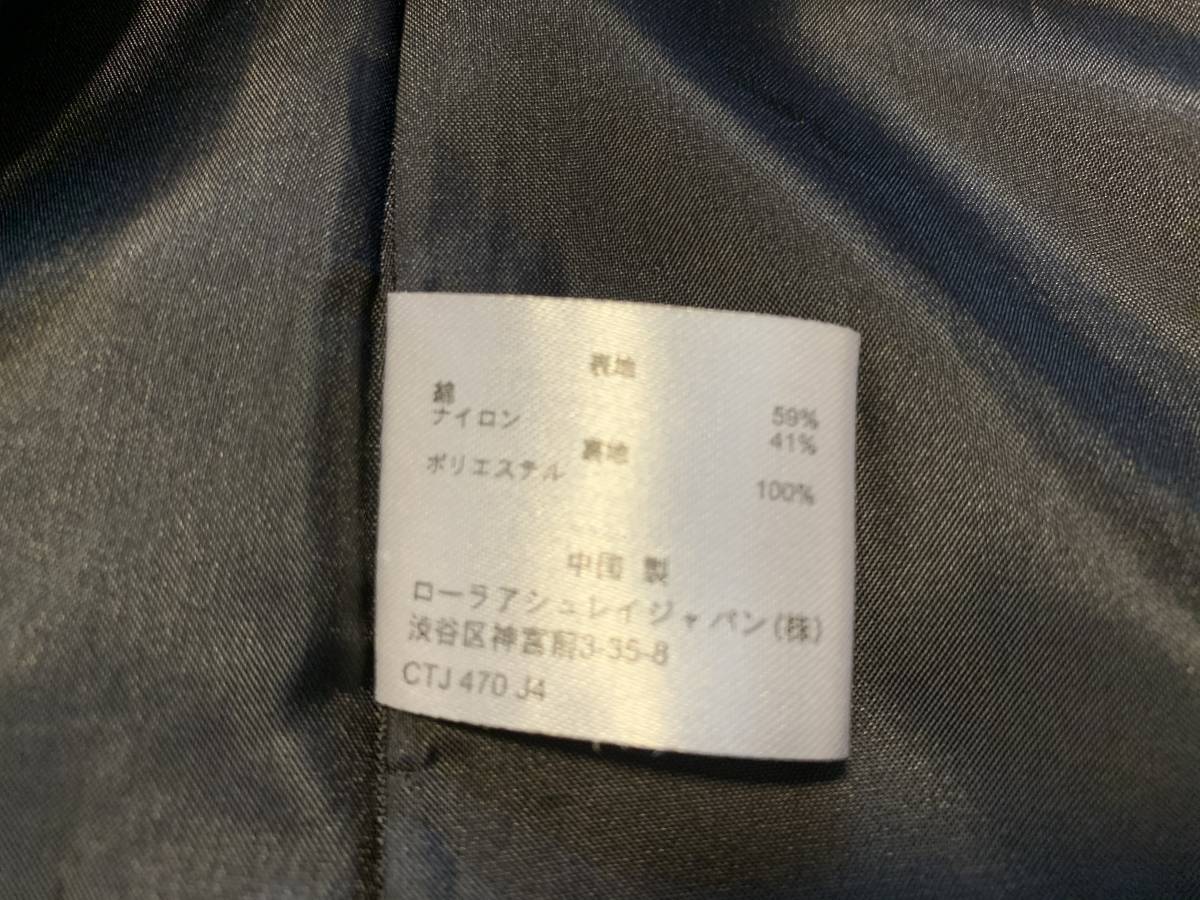 表地
綿 59%
ナイロン 41%
裏地
ポリエステル 100%
中国 製
ローラアシュレイジャパン(株)
渋谷区神宮前3-35-8
CTJ 470 J4